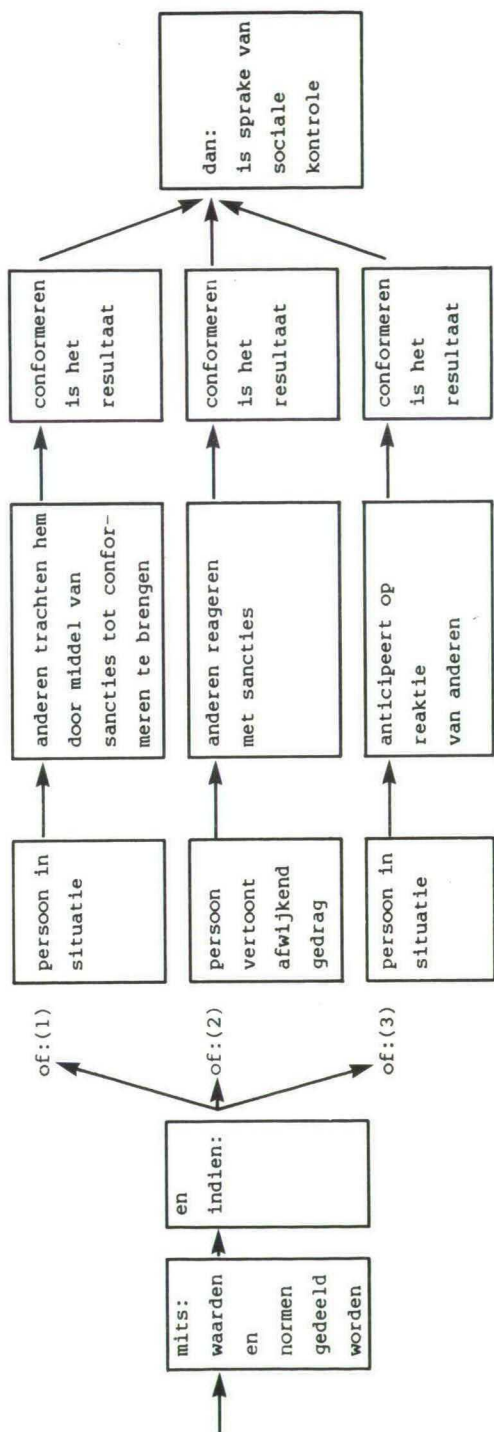 mits:
waarden
en
normen
gedeeld
worden
en
indien:
of:(1)
persoon in
situatie
anderen trachten hem
door middel van
sancties tot confor-
meren te brengen
conformeren
is het
resultaat
of:(2)
persoon
vertoont
afwijkend
gedrag
anderen reageren
met sancties
conformeren
is het
resultaat
of:(3)
persoon in
situatie
anticipeert op
reaktie
van anderen
conformeren
is het
resultaat
dan:
is sprake van
sociale
kontrole